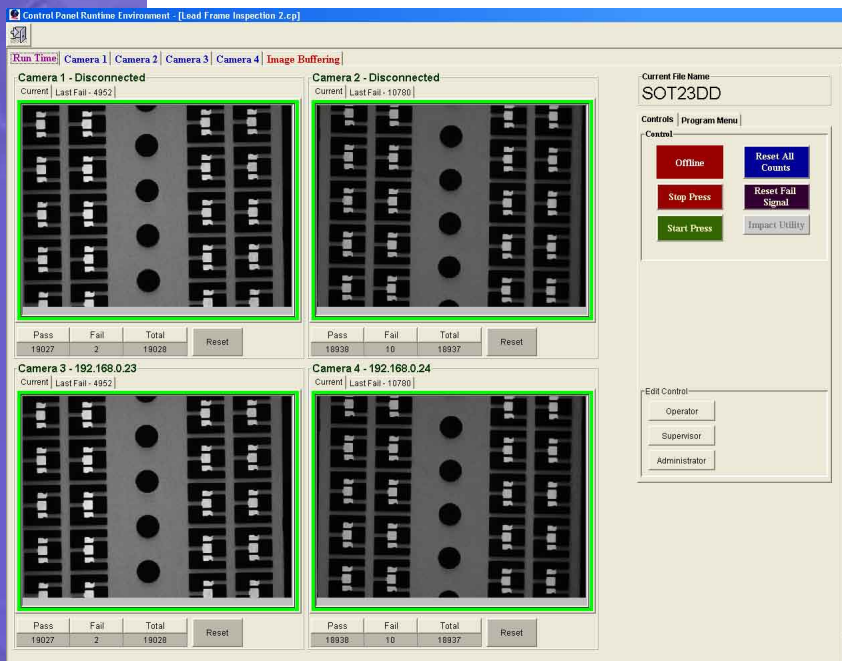 Control Panel Runtime Environment - [Lead Frame Inspection 2.cp]
Run Time Camera 1 Camera 2 Camera 3 Camera 4 Image Buffering
Camera 1 - Disconnected
Current Last Fail - 4952
Pass Fail Total
19027 2 19028
Reset
Camera 2 - Disconnected
Current Last Fail - 10780
Pass Fail Total
18938 10 18937
Reset
Camera 3 - 192.168.0.23
Current Last Fail - 4952
Pass Fail Total
19027 2 19028
Reset
Camera 4 - 192.168.0.24
Current Last Fail - 10780
Pass Fail Total
18938 10 18937
Reset
Current File Name
SOT23DD
Controls Program Menu
Control
Offline
Reset All
Counts
Stop Press
Reset Fail
Signal
Start Press
Impact Utility
Edit Control
Operator
Supervisor
Administrator